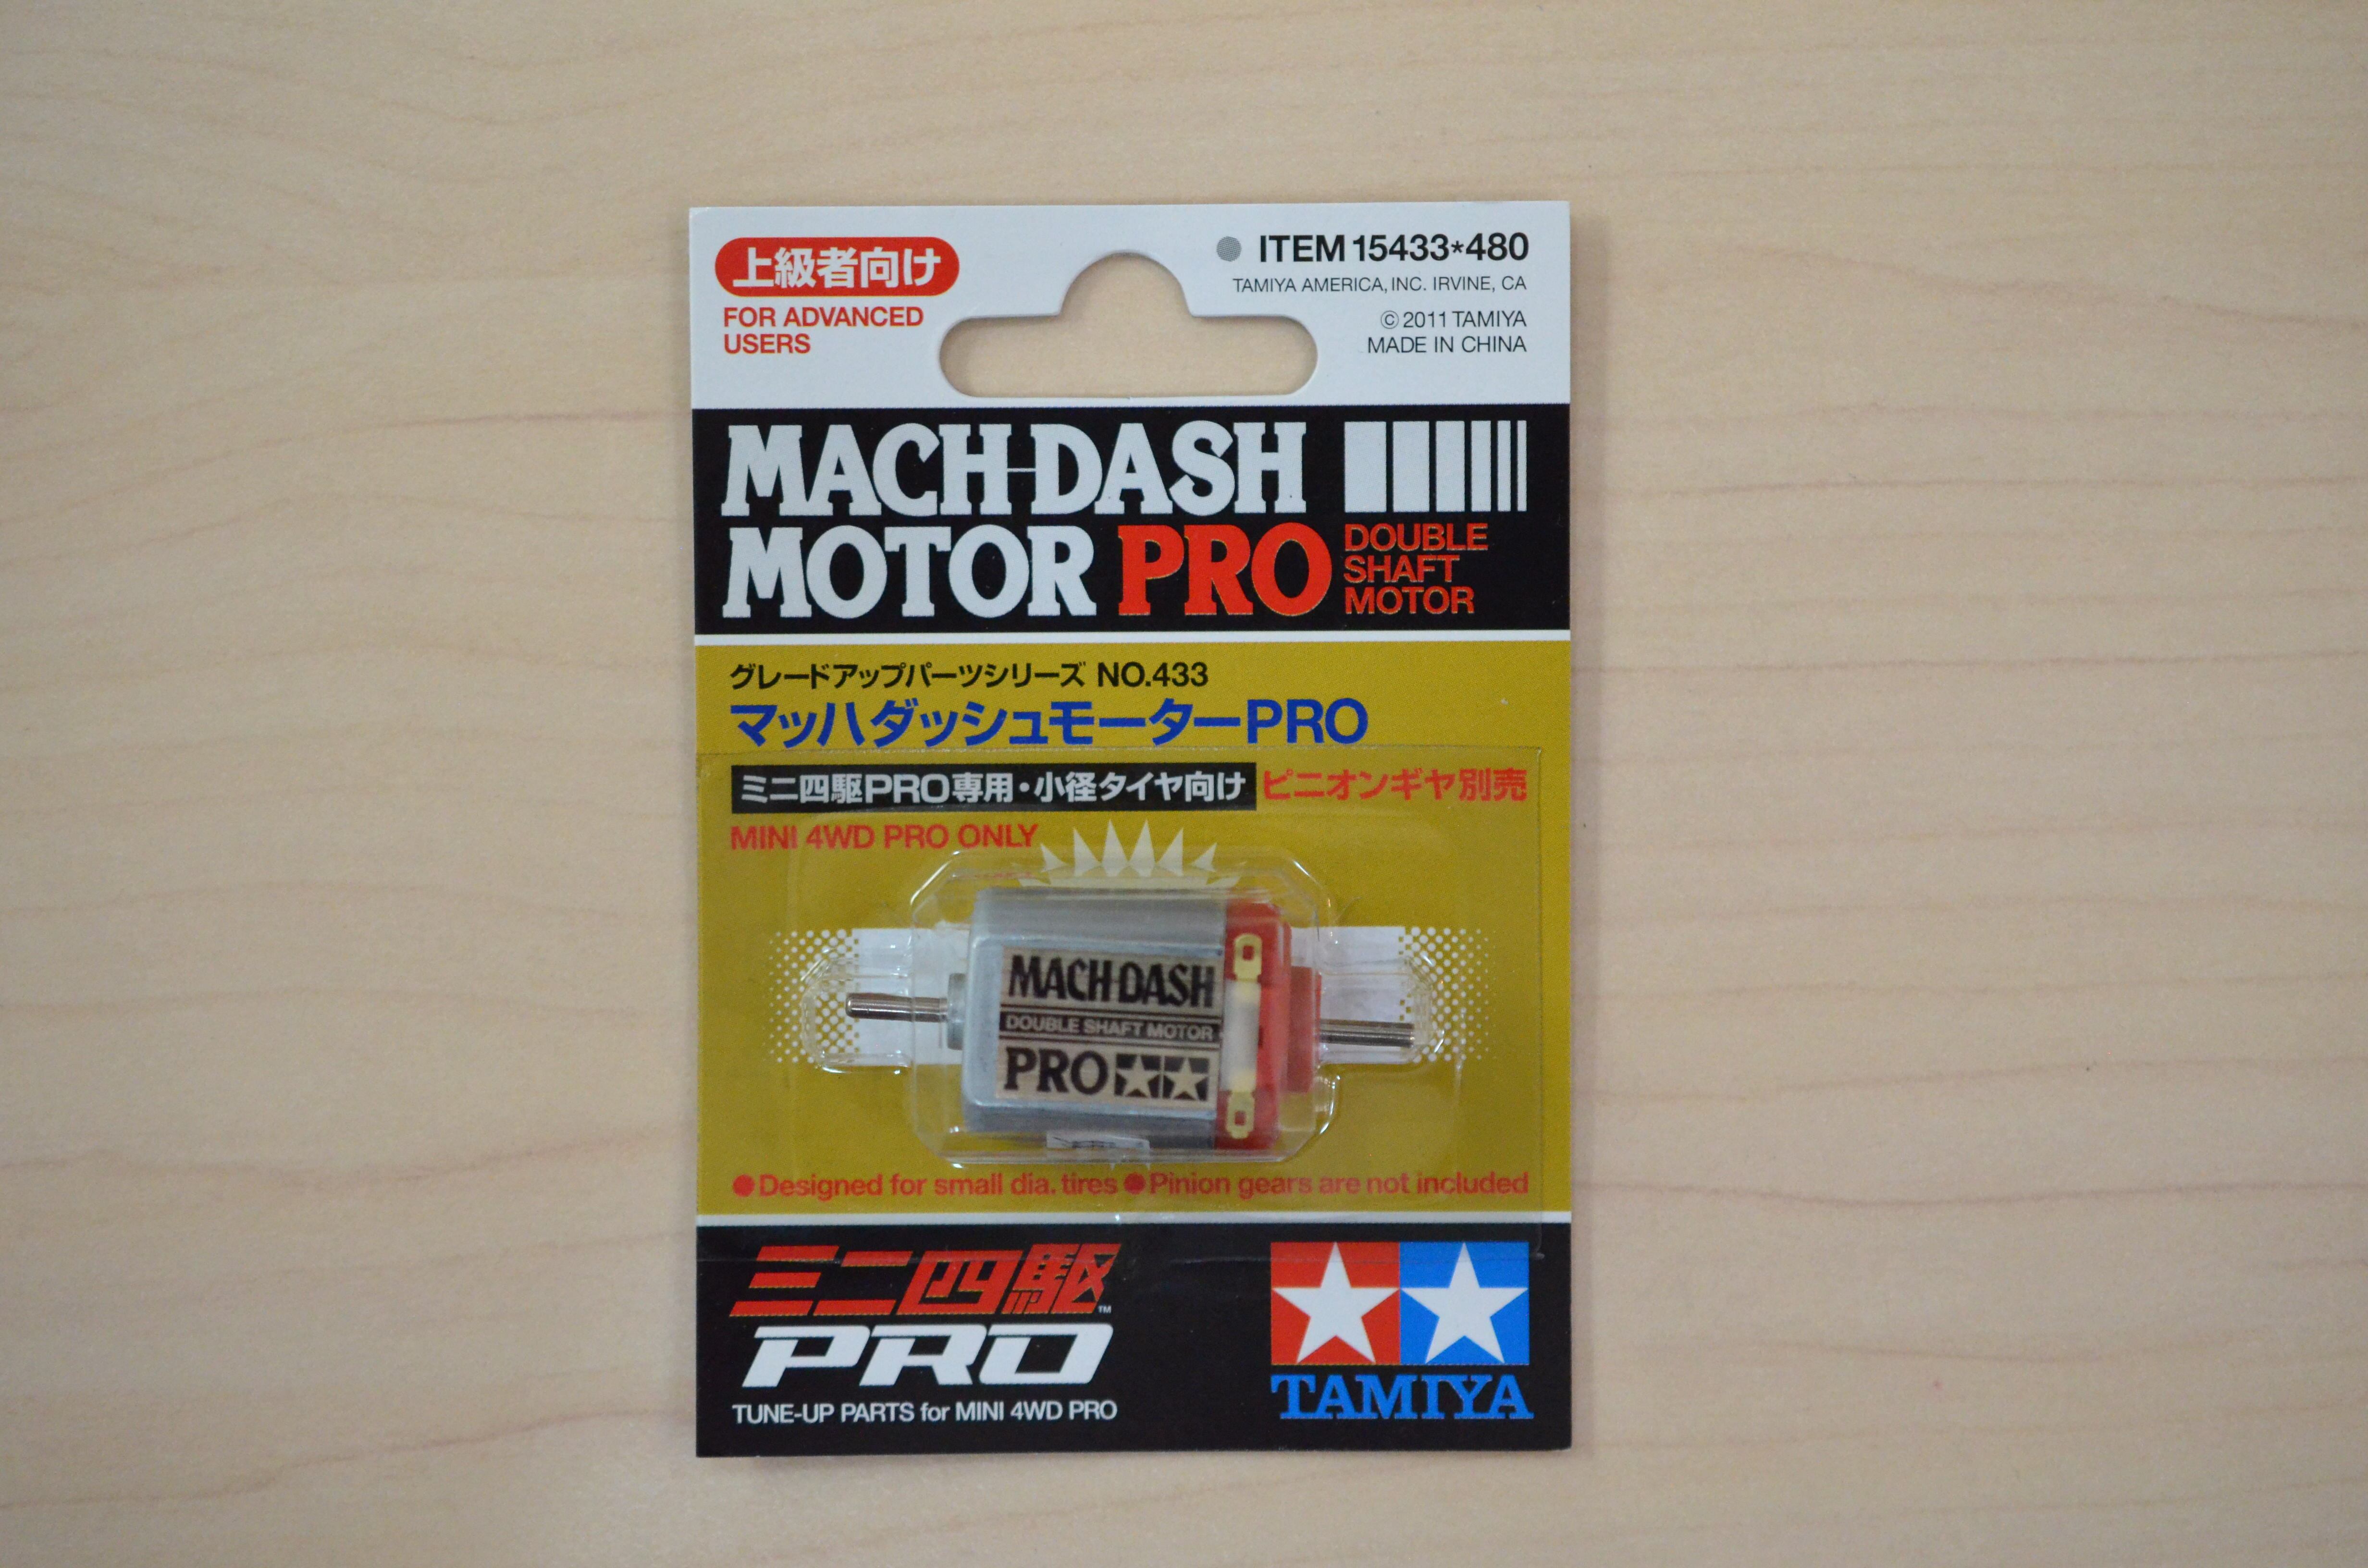 上級者向け
FOR ADVANCED
USERS
ITEM 15433*480
TAMIYA AMERICA, INC. IRVINE, CA
© 2011 TAMIYA
MADE IN CHINA
MACH-DASH
MOTOR PRO
DOUBLE
SHAFT
MOTOR
グレードアップパーツシリーズ NO.433
マッハダッシュモーターPRO
ミニ四駆PRO専用・小径タイヤ向け ピニオンギヤ別売
MINI 4WD PRO ONLY
MACH-DASH
DOUBLE SHAFT MOTOR
PRO
●Designed for small dia. tires ●Pinion gears are not included
ミニ四駆™
PRO
TUNE-UP PARTS for MINI 4WD PRO
TAMIYA